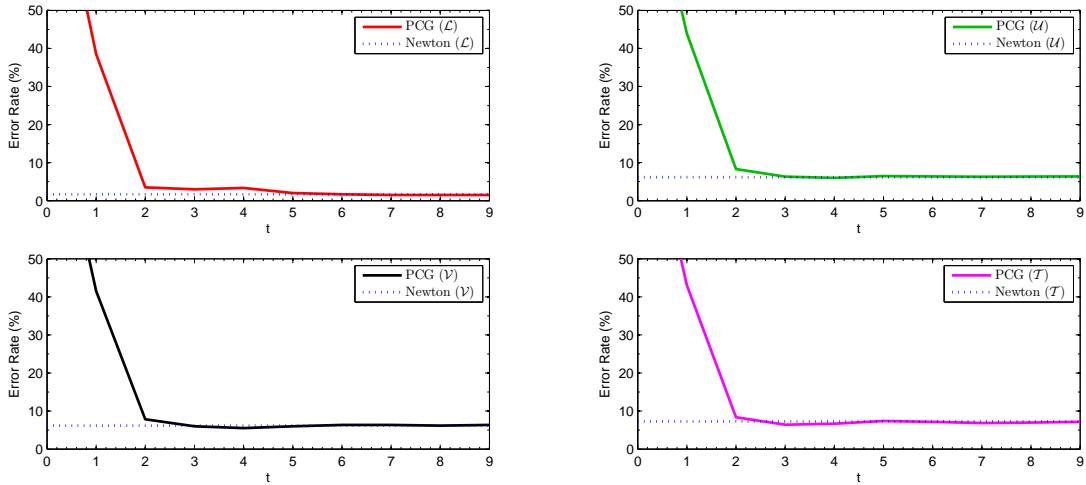 50
40
30
20
10
0
Error Rate (%)
0 1 2 3 4 5 6 7 8 9
t
PCG (𝓛)
Newton (𝓛)
50
40
30
20
10
0
Error Rate (%)
0 1 2 3 4 5 6 7 8 9
t
PCG (𝓤)
Newton (𝓤)
50
40
30
20
10
0
Error Rate (%)
0 1 2 3 4 5 6 7 8 9
t
PCG (𝓥)
Newton (𝓥)
50
40
30
20
10
0
Error Rate (%)
0 1 2 3 4 5 6 7 8 9
t
PCG (𝓣)
Newton (𝓣)